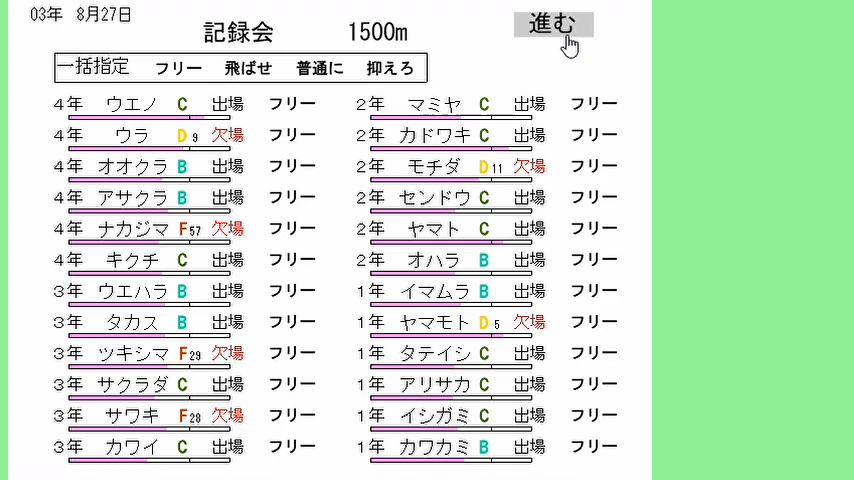 03年 8月27日
記録会 1500m 進む
一括指定 フリー 飛ばせ 普通に 抑えろ
4年 ウエノ C 出場 フリー 2年 マミヤ C 出場 フリー
4年 ウラ D 9 欠場 フリー 2年 カドワキ C 出場 フリー
4年 オオクラ B 出場 フリー 2年 モチダ D 11 欠場 フリー
4年 アサクラ B 出場 フリー 2年 センドウ C 出場 フリー
4年 ナカジマ F 57 欠場 フリー 2年 ヤマト C 出場 フリー
4年 キクチ C 出場 フリー 2年 オハラ B 出場 フリー
3年 ウエハラ B 出場 フリー 1年 イマムラ B 出場 フリー
3年 タカス B 出場 フリー 1年 ヤマモト D 5 欠場 フリー
3年 ツキシマ F 29 欠場 フリー 1年 タテイシ C 出場 フリー
3年 サクラダ C 出場 フリー 1年 アリサカ C 出場 フリー
3年 サワキ F 28 欠場 フリー 1年 イシガミ C 出場 フリー
3年 カワイ C 出場 フリー 1年 カワカミ B 出場 フリー